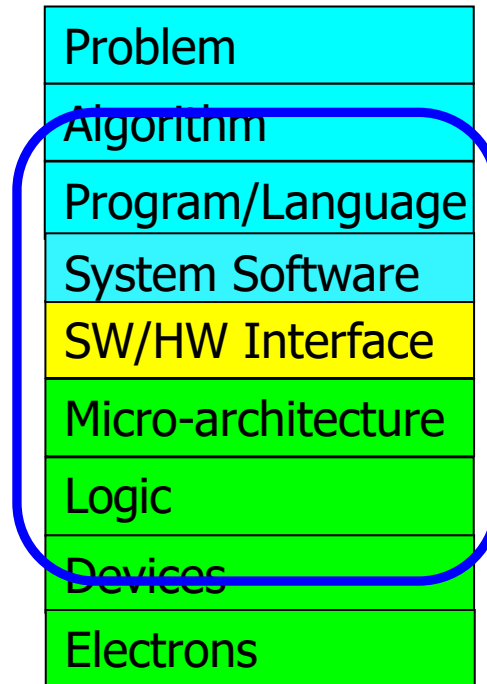 Problem
Algorithm
Program/Language
System Software
SW/HW Interface
Micro-architecture
Logic
Devices
Electrons